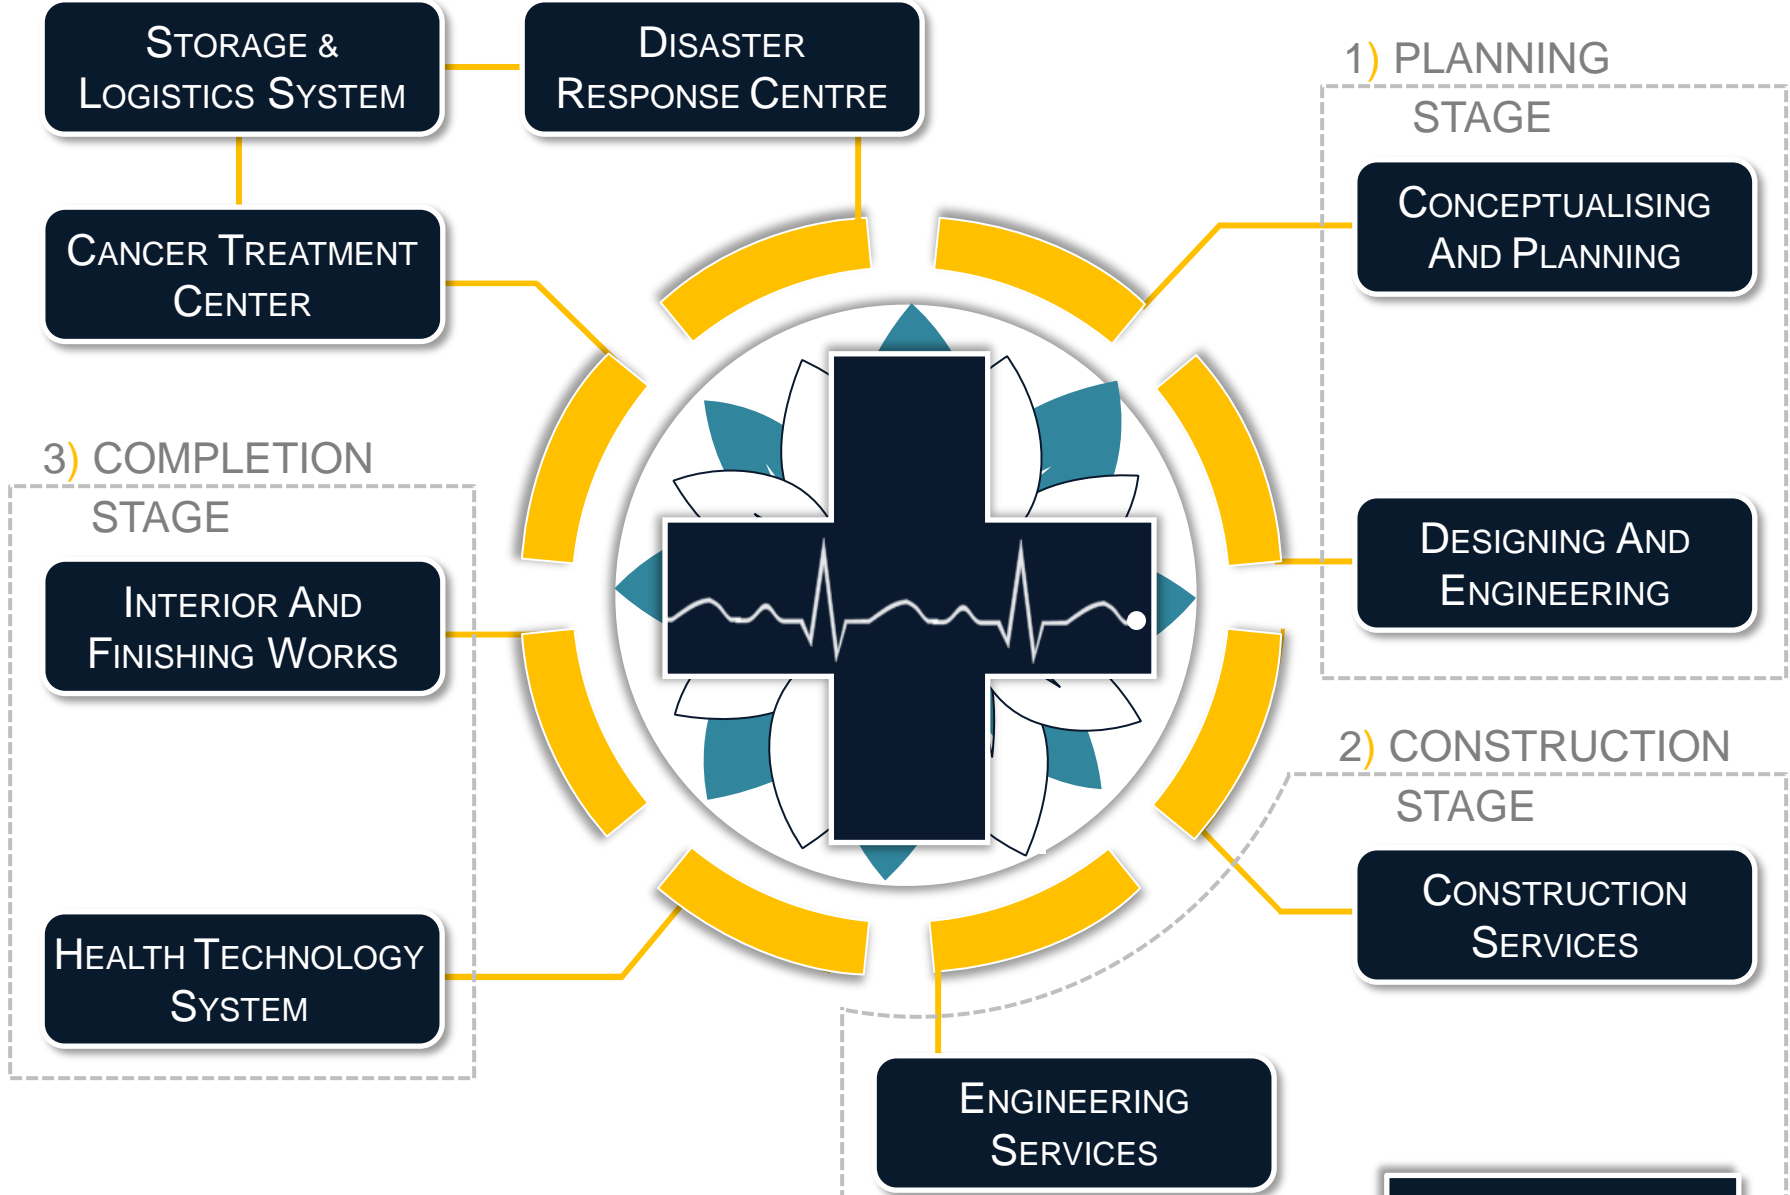 STORAGE &
LOGISTICS SYSTEM
DISASTER
RESPONSE CENTRE
CANCER TREATMENT
CENTER
1) PLANNING
STAGE
CONCEPTUALISING
AND PLANNING
DESIGNING AND
ENGINEERING
2) CONSTRUCTION
STAGE
CONSTRUCTION
SERVICES
ENGINEERING
SERVICES
3) COMPLETION
STAGE
INTERIOR AND
FINISHING WORKS
HEALTH TECHNOLOGY
SYSTEM